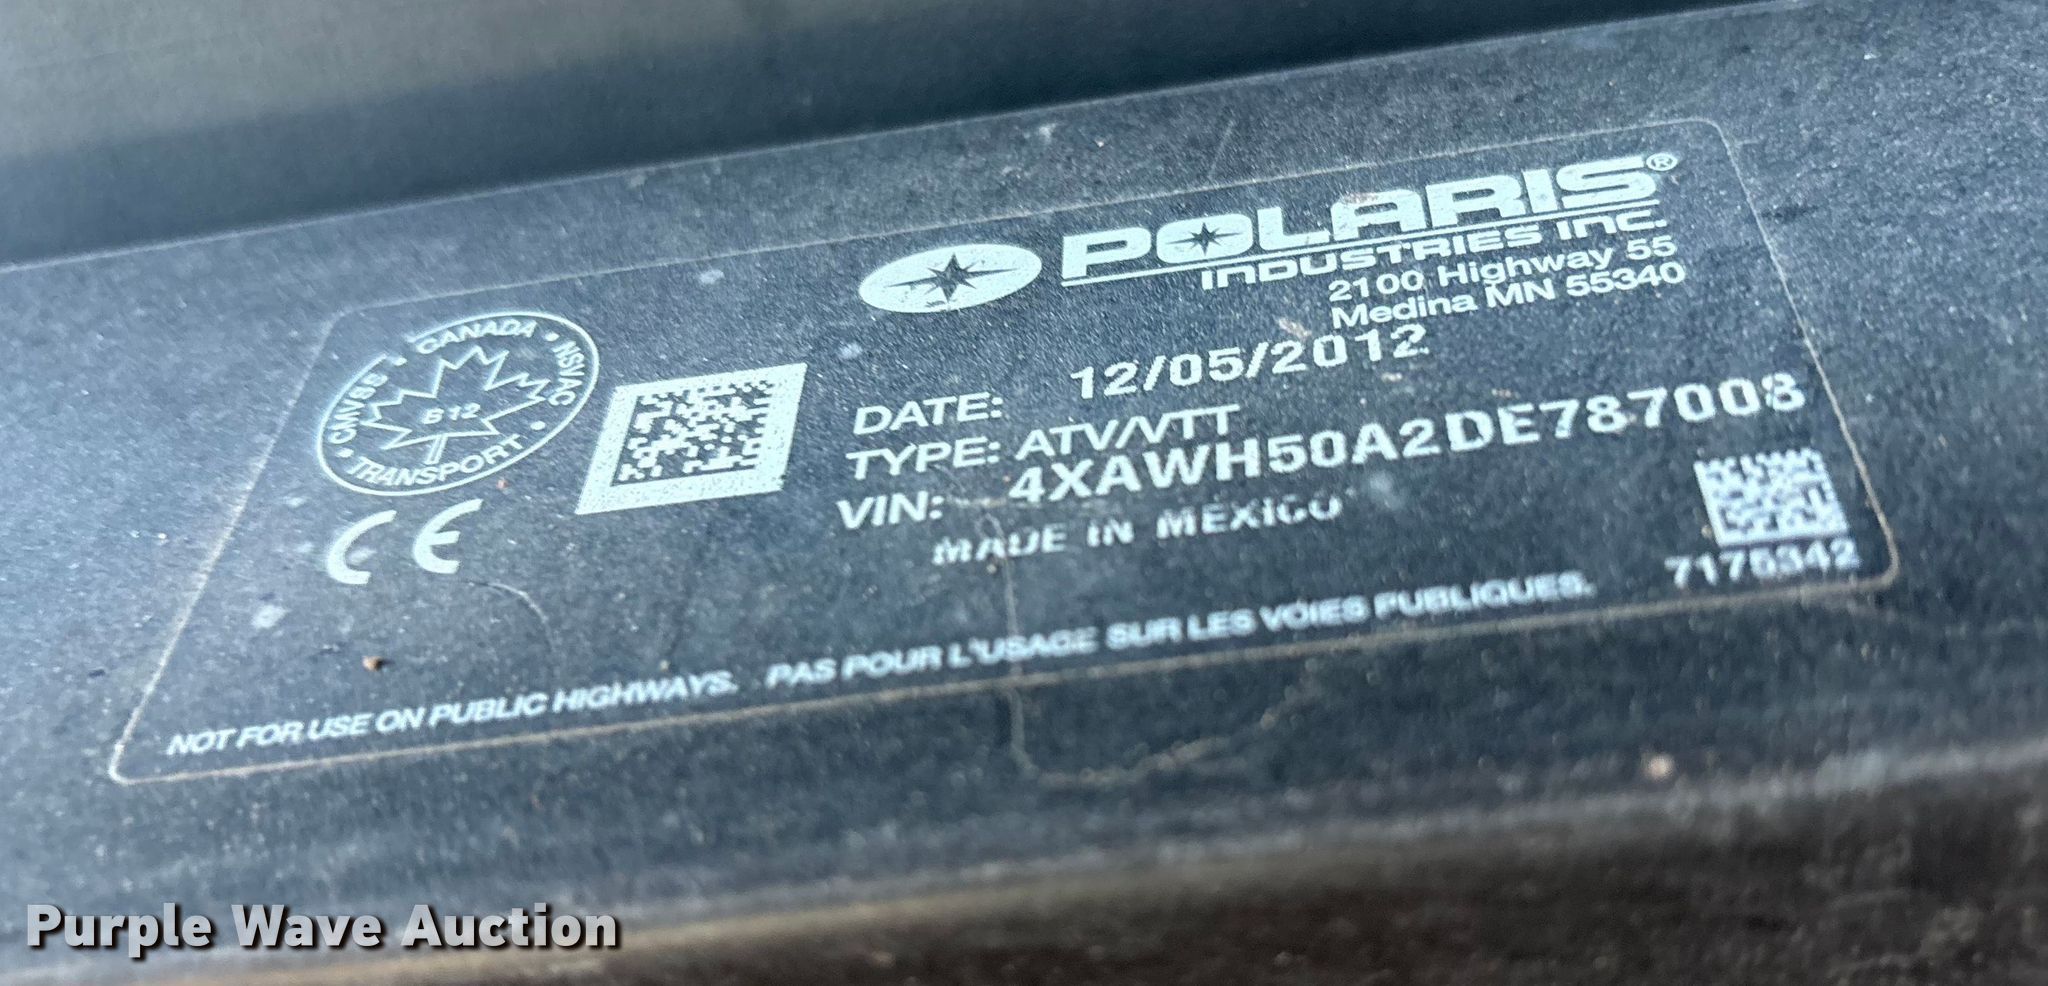 POLARIS®
INDUSTRIES INC.
2100 Highway 55
Medina MN 55340
CANADA • NSVAC • TRANSPORT • CMVSS •
B12
DATE: 12/05/2012
TYPE: ATV/VTT
VIN: 4XAWH50A2DE787008
MADE IN MEXICO
CE
7175342
NOT FOR USE ON PUBLIC HIGHWAYS. PAS POUR L'USAGE SUR LES VOIES PUBLIQUES.
Purple Wave Auction